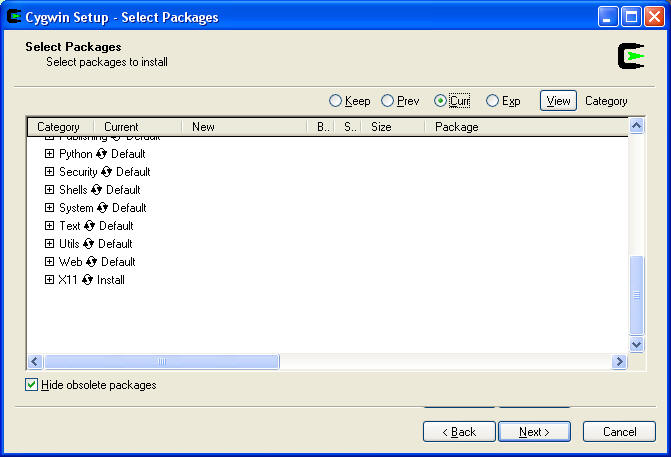 Cygwin Setup - Select Packages
Select Packages
Select packages to install
Keep Prev Curr Exp View Category
Category Current New B.. S.. Size Package
Publishing Default
Python Default
Security Default
Shells Default
System Default
Text Default
Utils Default
Web Default
X11 Install
Hide obsolete packages
< Back Next > Cancel